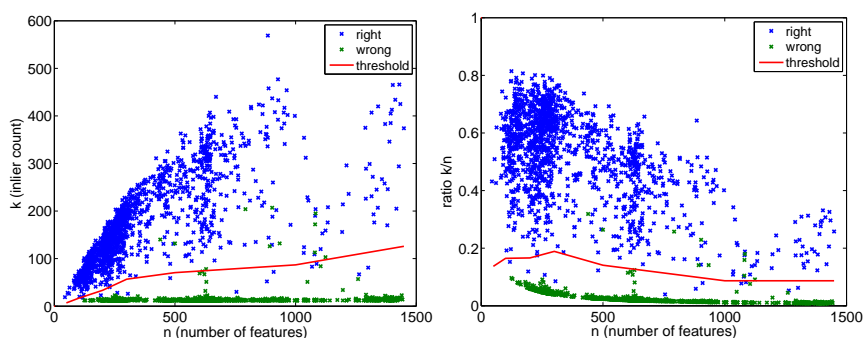 600
500
400
300
200
100
0
k (inlier count)
0
500
1000
1500
n (number of features)
right
wrong
threshold
1
0.8
0.6
0.4
0.2
0
ratio k/n
0
500
1000
1500
n (number of features)
right
wrong
threshold